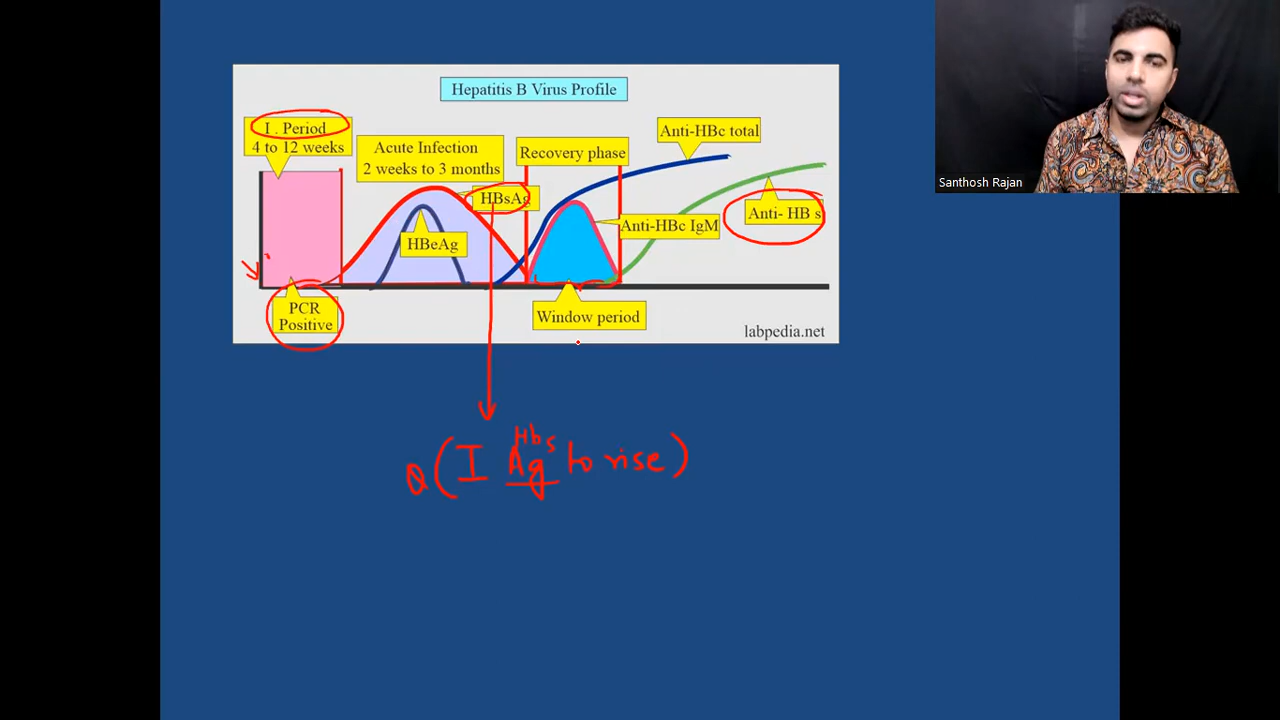 Hepatitis B Virus Profile
I . Period
4 to 12 weeks
Acute Infection
2 weeks to 3 months
Recovery phase
Anti-HBc total
HBsAg
HBeAg
Anti-HBc IgM
Anti- HB s
PCR
Positive
Window period
labpedia.net
Q ( I Ag Hbs to rise )
Santhosh Rajan